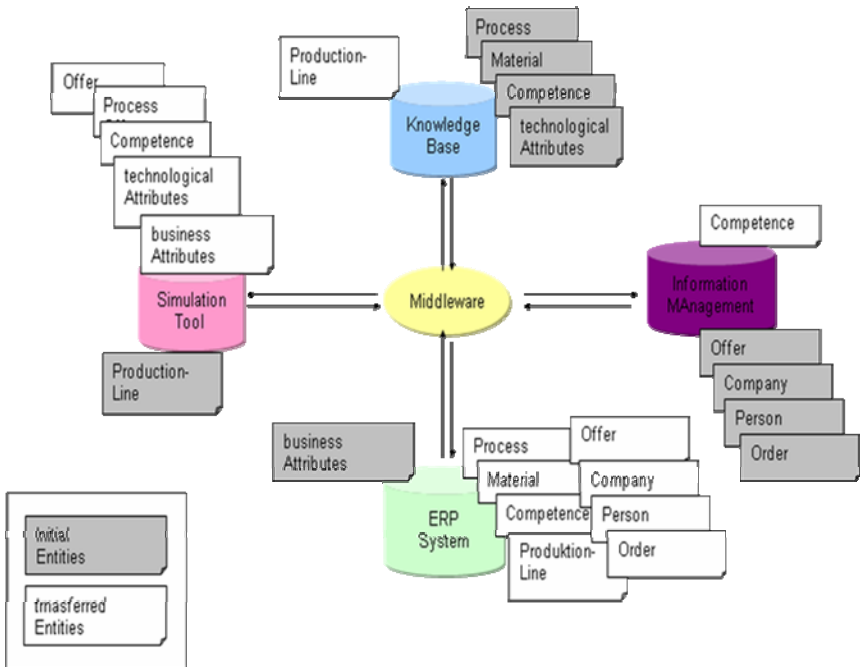 Process
Production-
Line
Material
Offer
Competence
Process
Knowledge
Base
technological
Attributes
Competence
technological
Attributes
Competence
business
Attributes
Simulation
Tool
Middleware
Information
MAnagement
Offer
Production-
Line
Company
Person
Order
business
Attributes
Process
Offer
Material
Company
Competence
Person
ERP
System
Produktion-
Line
Order
initial
Entities
trnasferred
Entities